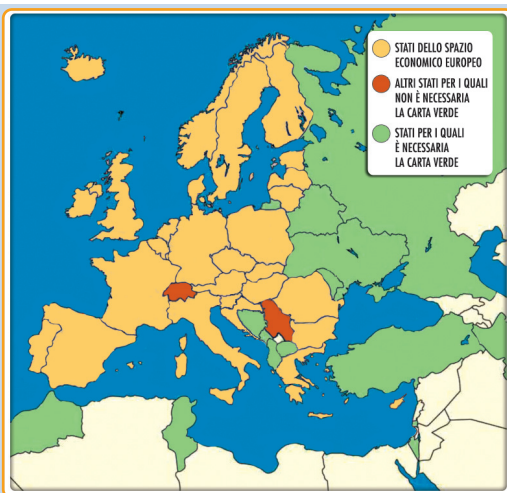 STATI DELLO SPAZIO
ECONOMICO EUROPEO
ALTRI STATI PER I QUALI
NON È NECESSARIA
LA CARTA VERDE
STATI PER I QUALI
È NECESSARIA
LA CARTA VERDE